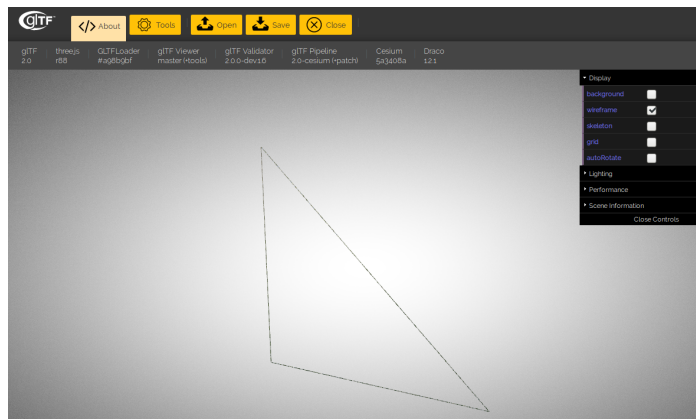 glTF
</> About
Tools
Open
Save
Close
glTF
2.0
three.js
r88
GLTFLoader
#a98b9bf
glTF Viewer
master (+tools)
glTF Validator
2.0.0-dev.1.6
glTF Pipeline
2.0-cesium (+patch)
Cesium
5a3408a
Draco
1.2.1
Display
background
wireframe
skeleton
grid
autoRotate
Lighting
Performance
Scene Information
Close Controls